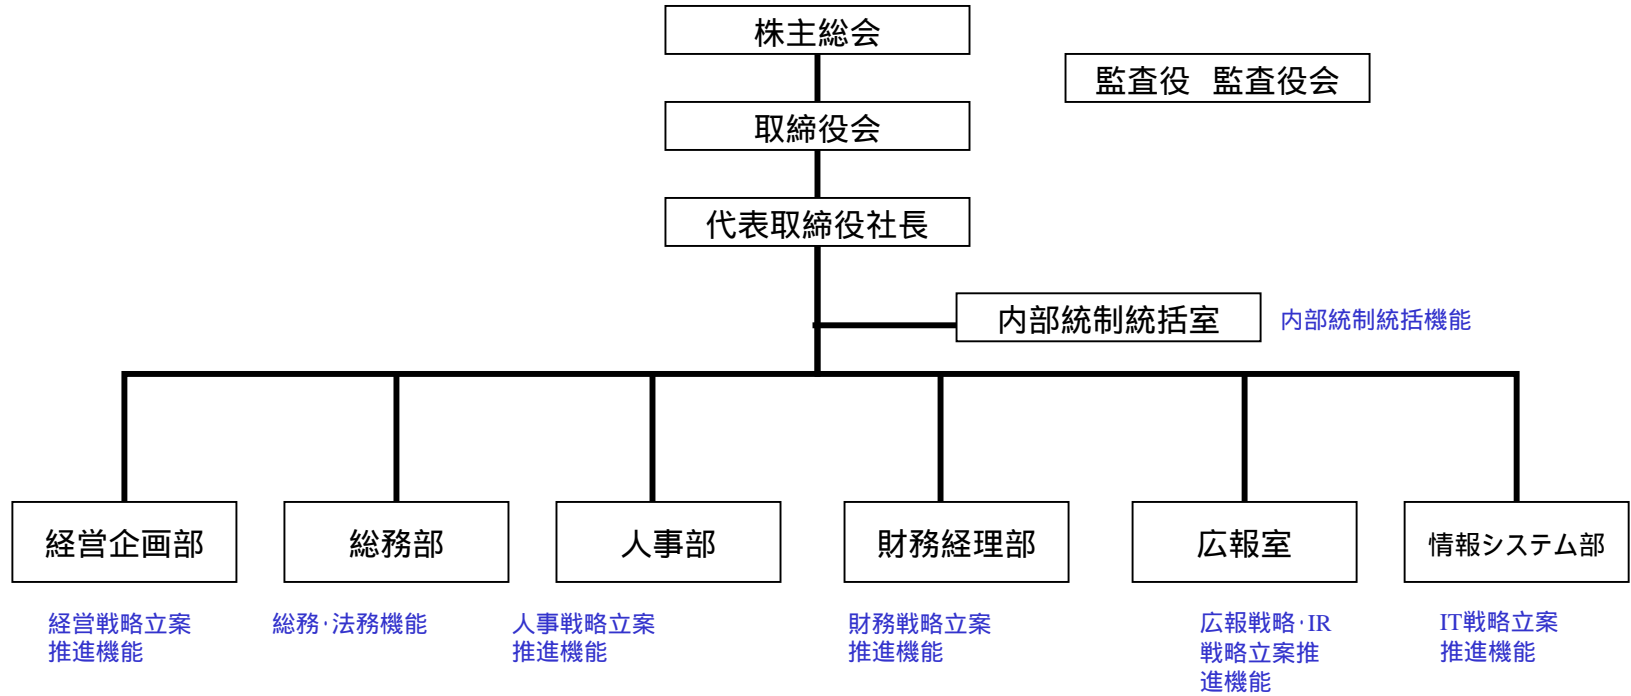 株主総会
監査役 監査役会
取締役会
代表取締役社長
内部統制統括室
内部統制統括機能
経営企画部
総務部
人事部
財務経理部
広報室
情報システム部
経営戦略立案
推進機能
総務・法務機能
人事戦略立案
推進機能
財務戦略立案
推進機能
広報戦略・IR
戦略立案推
進機能
IT戦略立案
推進機能